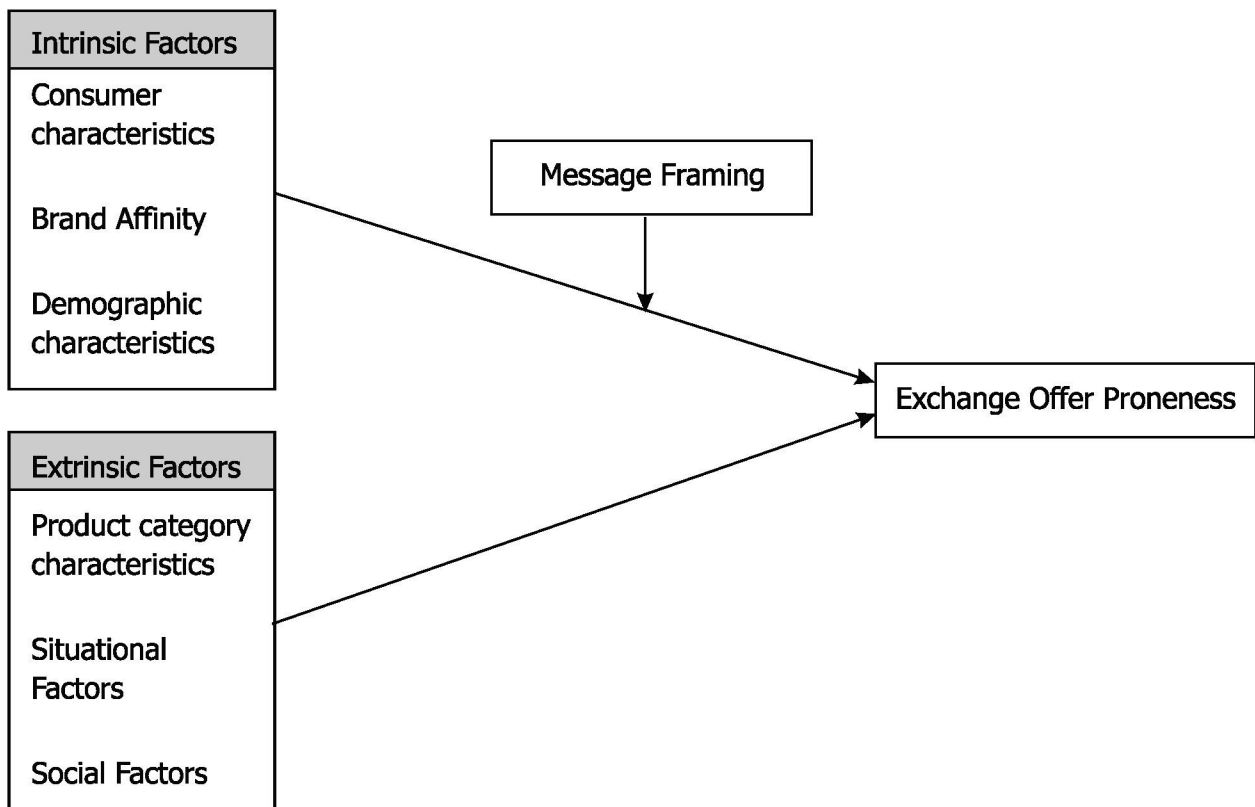 Intrinsic Factors
Consumer
characteristics
Brand Affinity
Demographic
characteristics
Message Framing
Exchange Offer Proneness
Extrinsic Factors
Product category
characteristics
Situational
Factors
Social Factors